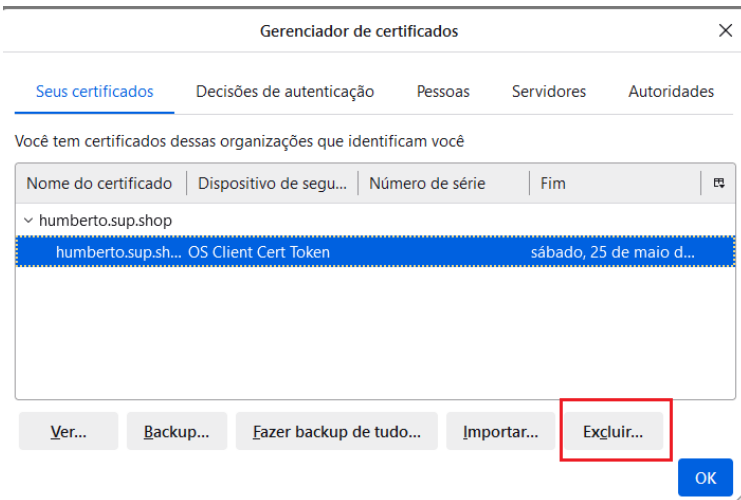 Gerenciador de certificados
Seus certificados Decisões de autenticação Pessoas Servidores Autoridades
Você tem certificados dessas organizações que identificam você
Nome do certificado Dispositivo de segu... Número de série Fim
humberto.sup.shop
humberto.sup.sh... OS Client Cert Token sábado, 25 de maio d...
Ver... Backup... Fazer backup de tudo... Importar... Excluir...
OK